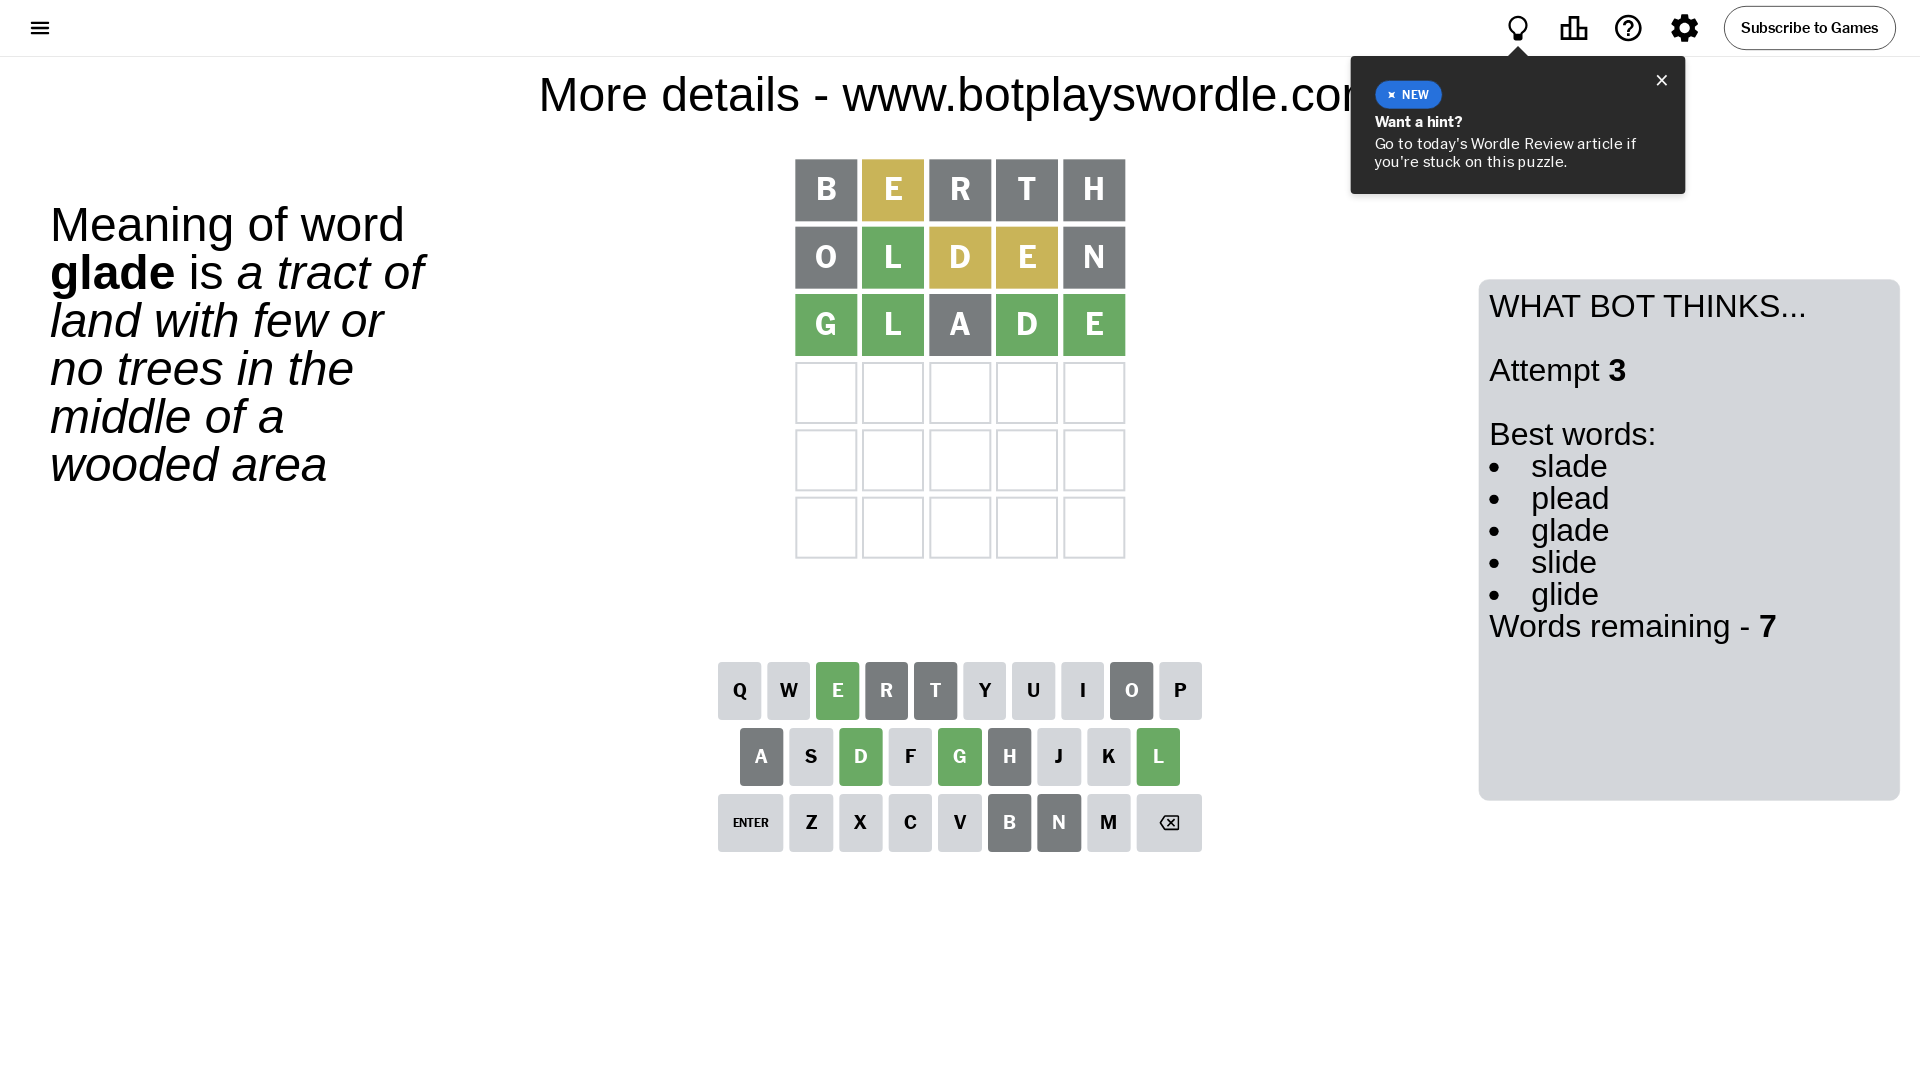 Subscribe to Games
More details - www.botplayswordle.co
NEW
Want a hint?
Go to today's Wordle Review article if
you're stuck on this puzzle.
Meaning of word
glade is a tract of
land with few or
no trees in the
middle of a
wooded area
B E R T H
O L D E N
G L A D E
WHAT BOT THINKS...
Attempt 3
Best words:
• slade
• plead
• glade
• slide
• glide
Words remaining - 7
Q W E R T Y U I O P
A S D F G H J K L
ENTER Z X C V B N M